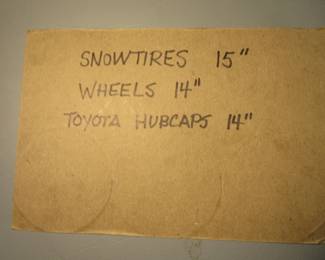 SNOWTIRES 15"
WHEELS 14"
TOYOTA HUBCAPS 14"